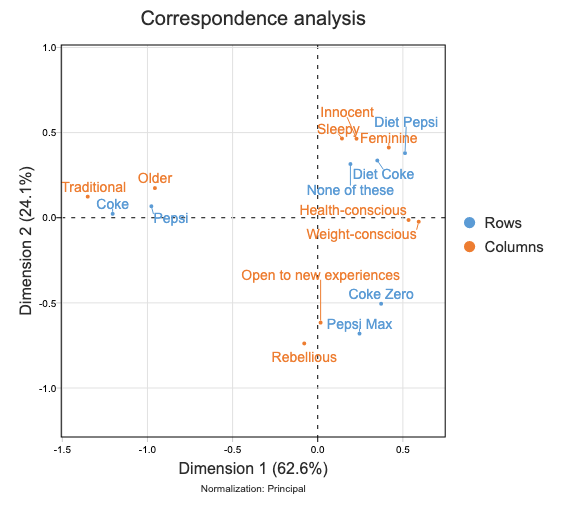 Correspondence analysis
1.0
Innocent
Diet Pepsi
0.5
Sleepy
Feminine
Diet Coke
Older
Traditional
None of these
Coke
Health-conscious
0.0
Pepsi
Rows
Weight-conscious
Columns
Dimension 2 (24.1%)
Open to new experiences
Coke Zero
-0.5
Pepsi Max
Rebellious
-1.0
-1.5
-1.0
-0.5
0.0
0.5
Dimension 1 (62.6%)
Normalization: Principal